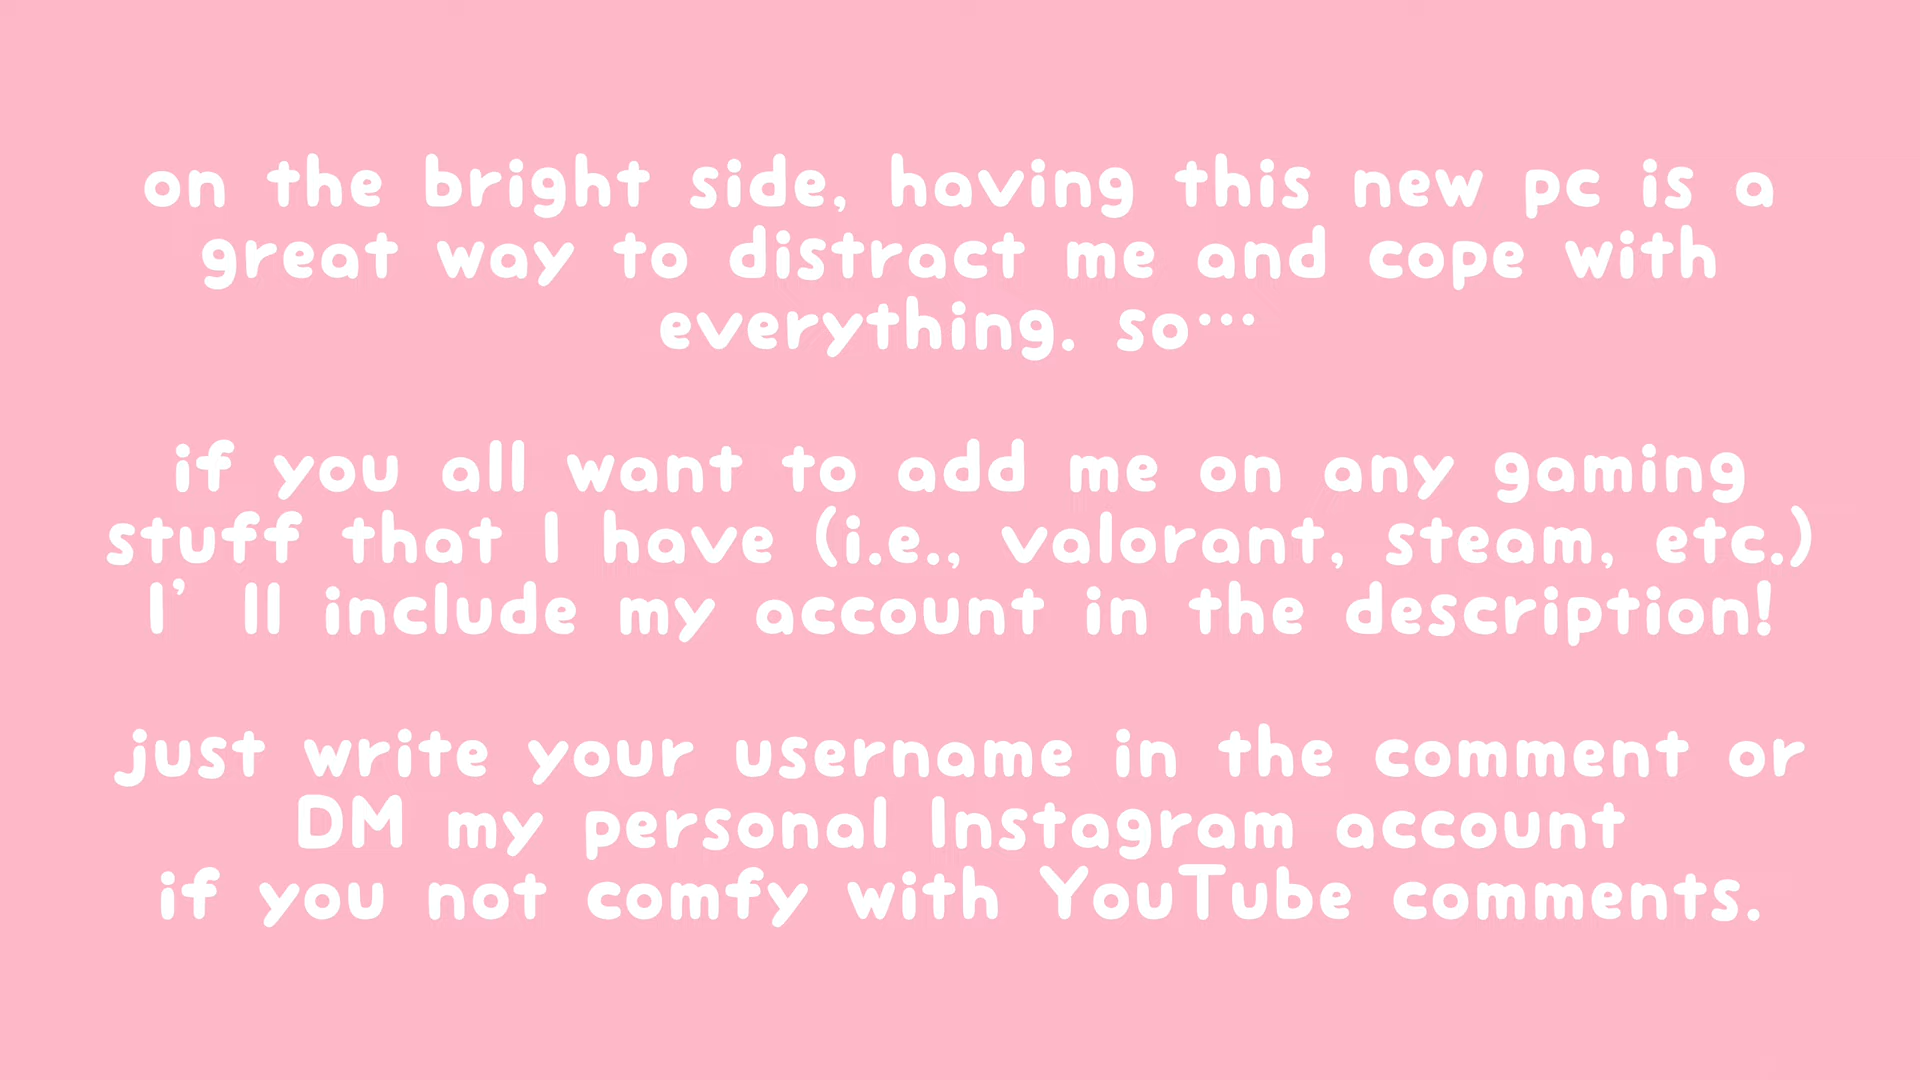 on the bright side, having this new pc is a
great way to distract me and cope with
everything. so…
if you all want to add me on any gaming
stuff that I have (i.e., valorant, steam, etc.)
I’ll include my account in the description!
just write your username in the comment or
DM my personal Instagram account
if you not comfy with YouTube comments.